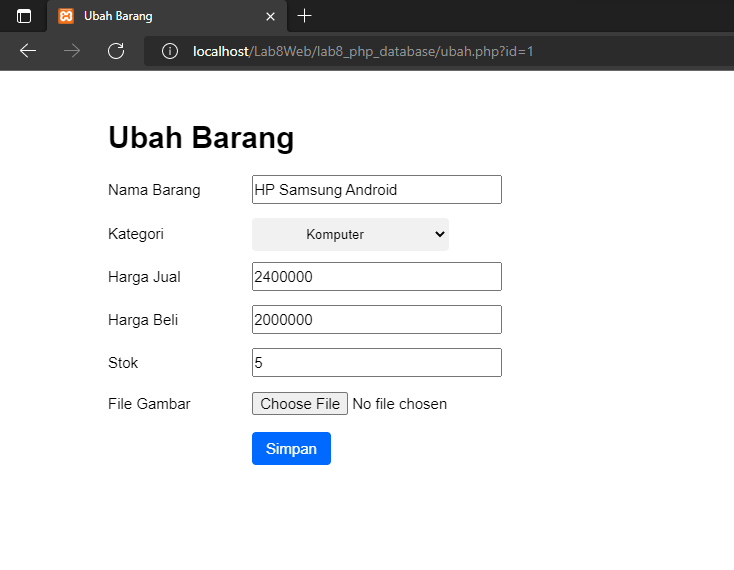 Ubah Barang
localhost/Lab8Web/lab8_php_database/ubah.php?id=1
Ubah Barang
Nama Barang HP Samsung Android
Kategori Komputer
Harga Jual 2400000
Harga Beli 2000000
Stok 5
File Gambar Choose File No file chosen
Simpan